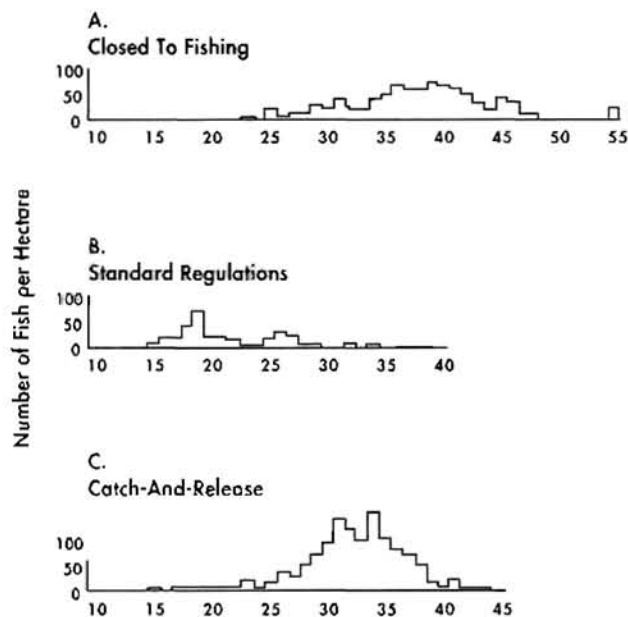 A.
Closed To Fishing
100
50
0
10 15 20 25 30 35 40 45 50 55
Number of Fish per Hectare
B.
Standard Regulations
100
50
0
10 15 20 25 30 35 40
C.
Catch-And-Release
100
50
0
10 15 20 25 30 35 40 45